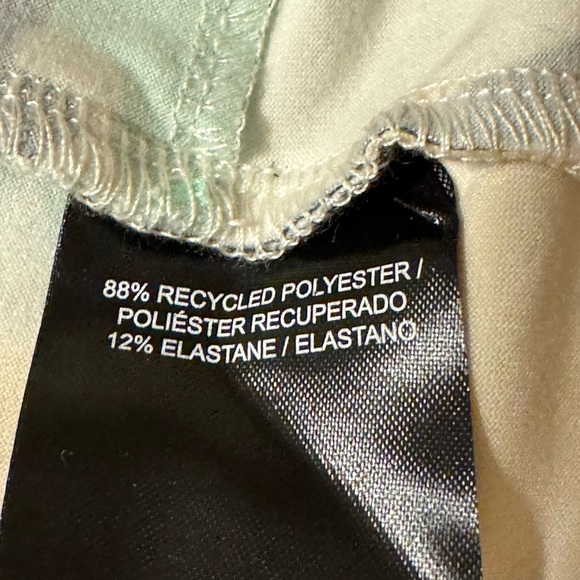 88% RECYCLED POLYESTER /
POLIÉSTER RECUPERADO
12% ELASTANE / ELASTANO